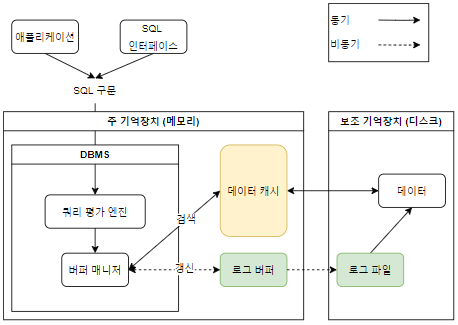 애플리케이션
SQL
인터페이스
동기
비동기
SQL 구문
주 기억장치 (메모리)
보조 기억장치 (디스크)
DBMS
쿼리 평가 엔진
데이터 캐시
데이터
검색
버퍼 매니저
갱신
로그 버퍼
로그 파일